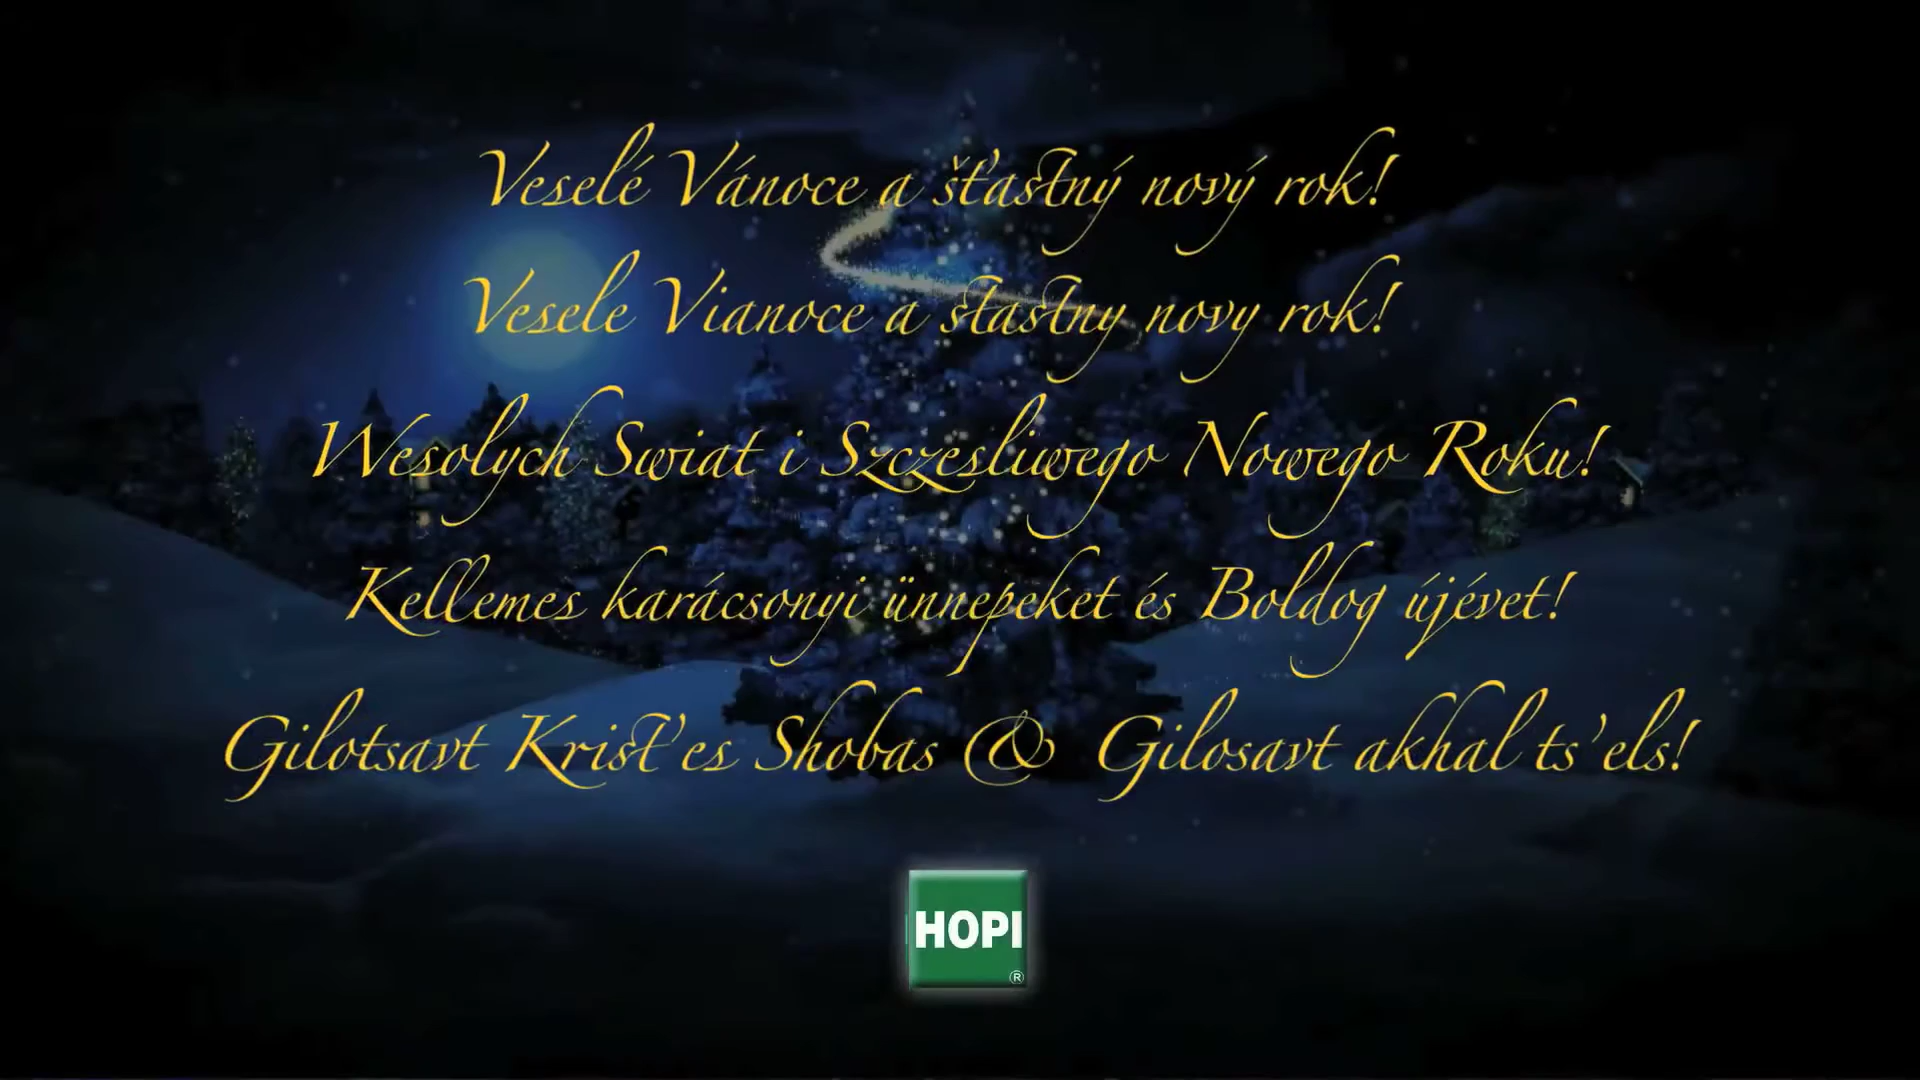 Veselé Vánoce a šťastný nový rok!
Vesele Vianoce a štastny novy rok!
Wesolych Swiat i Szczesliwego Nowego Roku!
Kellemes karácsonyi ünnepeket és Boldog újévet!
Gilotsavt Krist'es Shobas & Gilosavt akhal ts'els!
HOPI
®